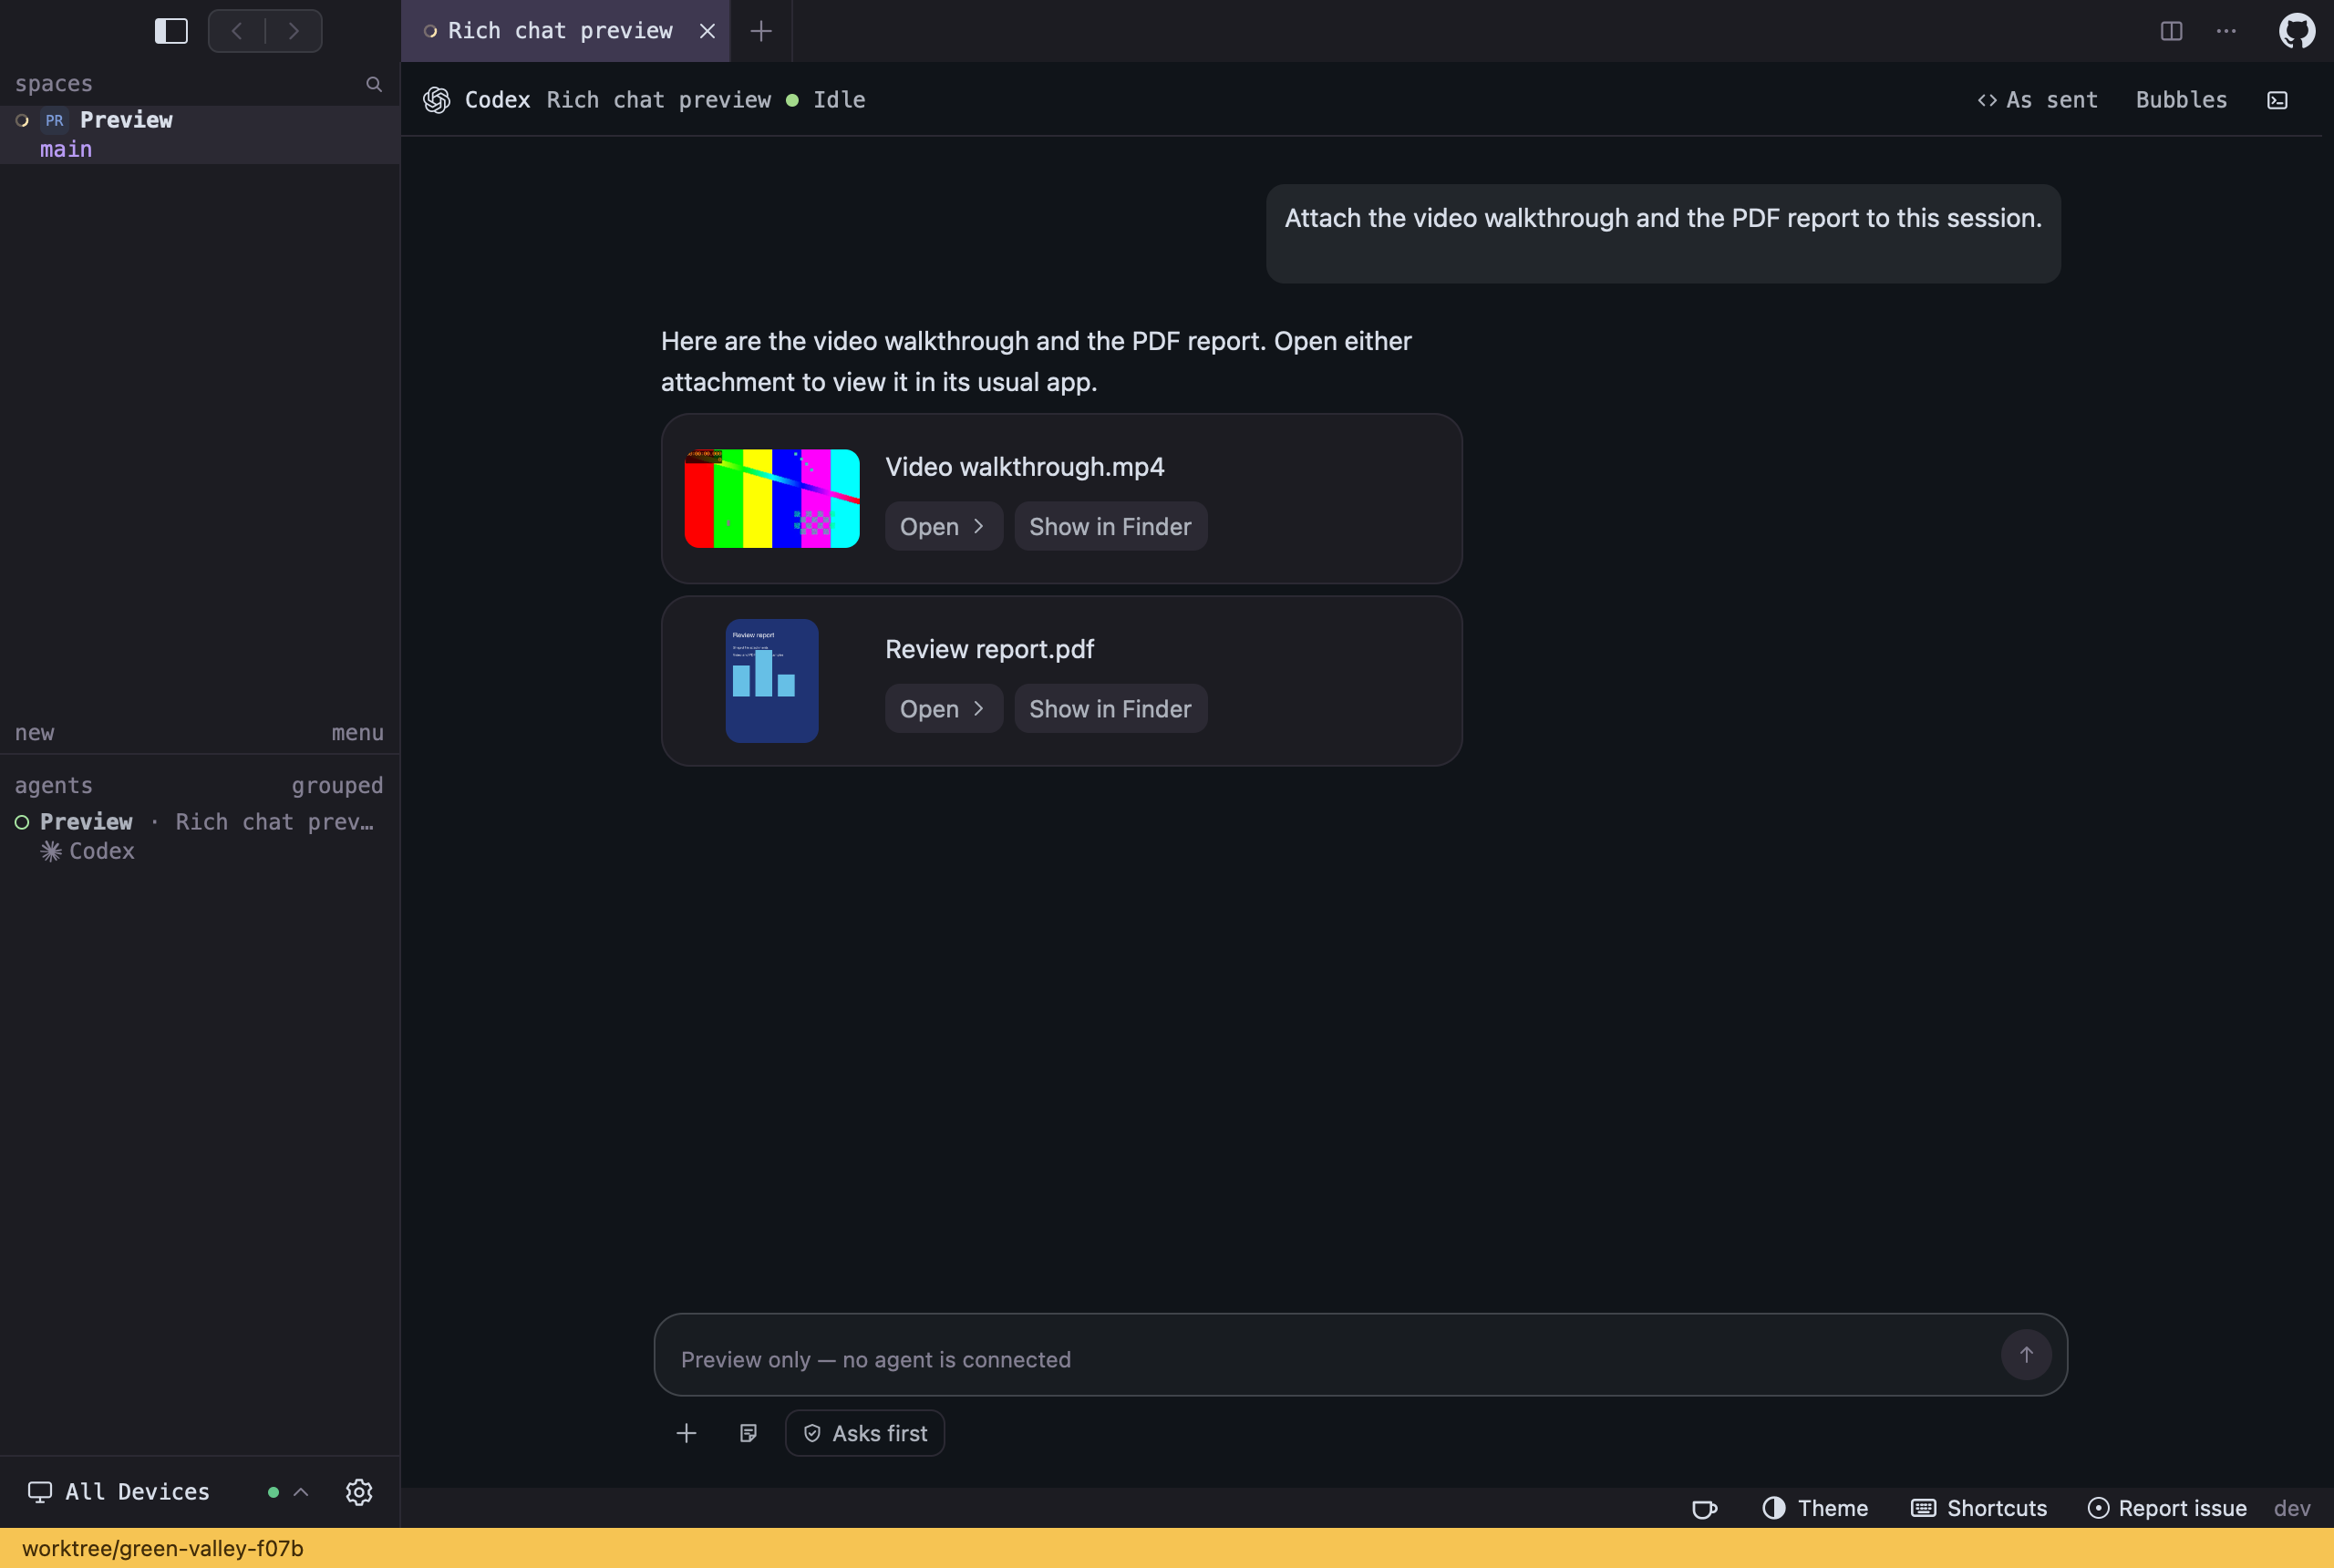 Rich chat preview
spaces
PR Preview
main
Codex Rich chat preview Idle
As sent
Bubbles
Attach the video walkthrough and the PDF report to this session.
Here are the video walkthrough and the PDF report. Open either
attachment to view it in its usual app.
Video walkthrough.mp4
Open
Show in Finder
Review report
Review report.pdf
Open
Show in Finder
new
menu
agents
grouped
Preview · Rich chat prev…
Codex
Preview only — no agent is connected
Asks first
All Devices
Theme
Shortcuts
Report issue
dev
worktree/green-valley-f07b